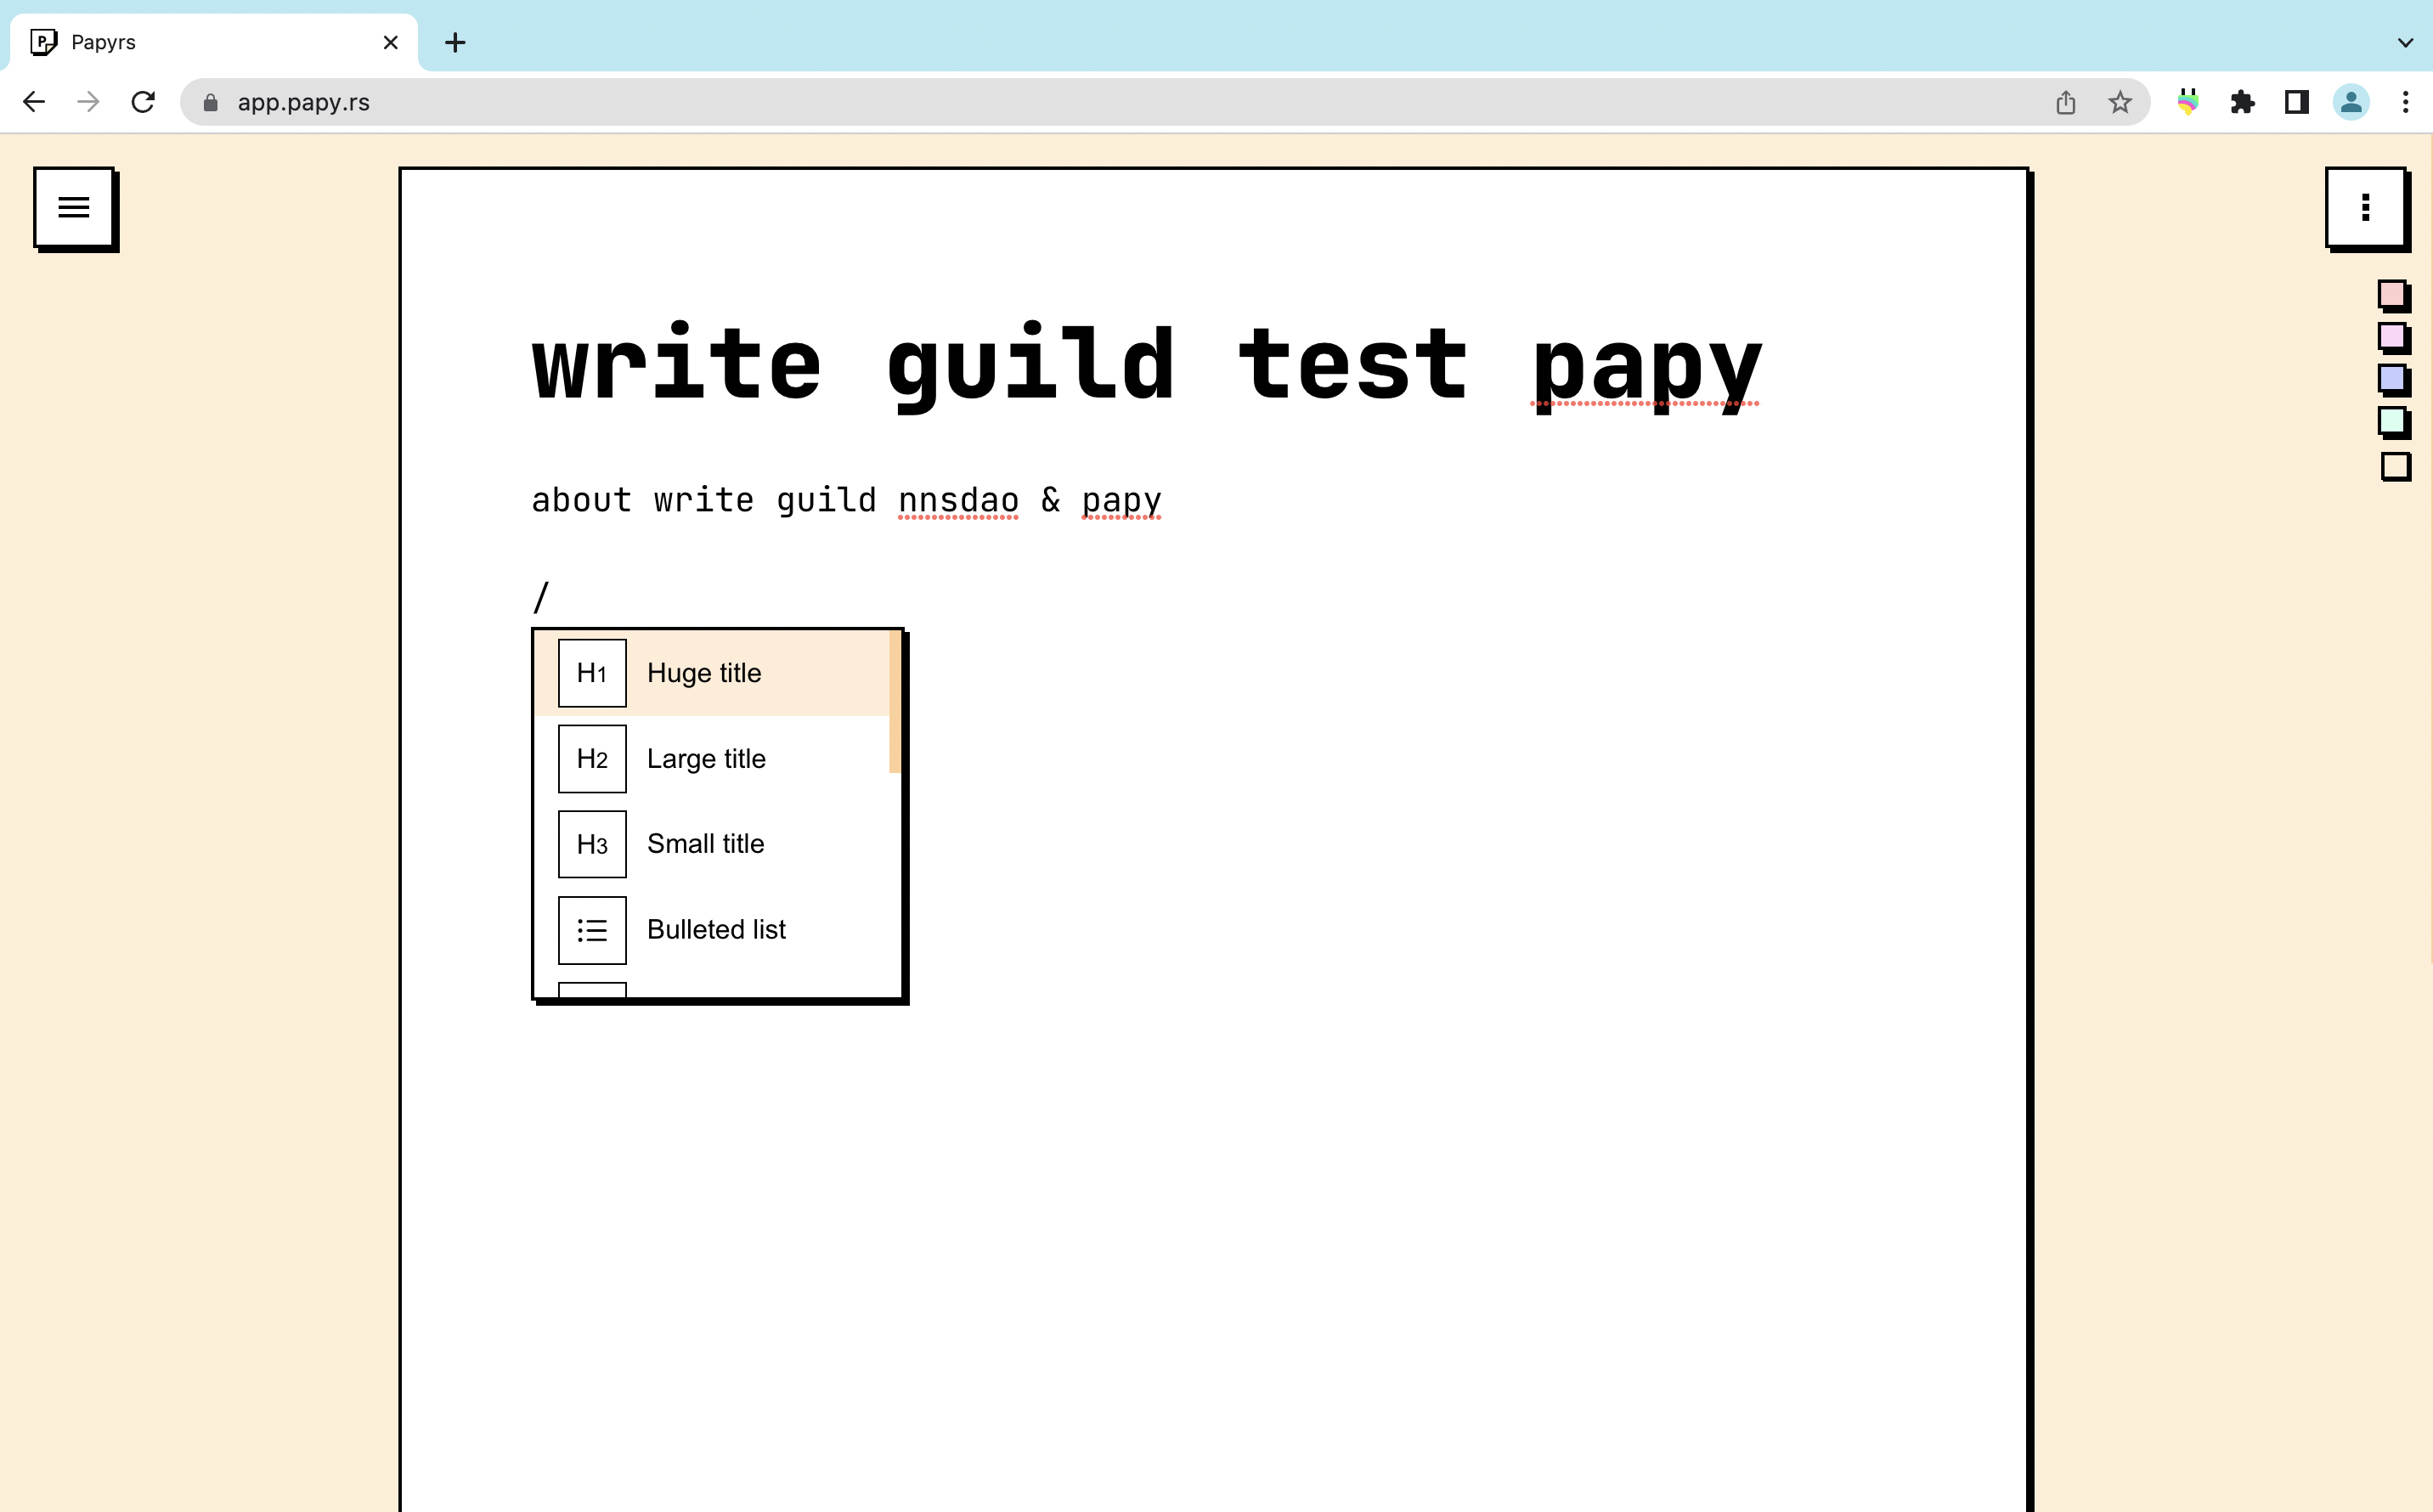 Papyrs
app.papy.rs
write guild test papy
about write guild nnsdao & papy
/
H1 Huge title
H2 Large title
H3 Small title
Bulleted list